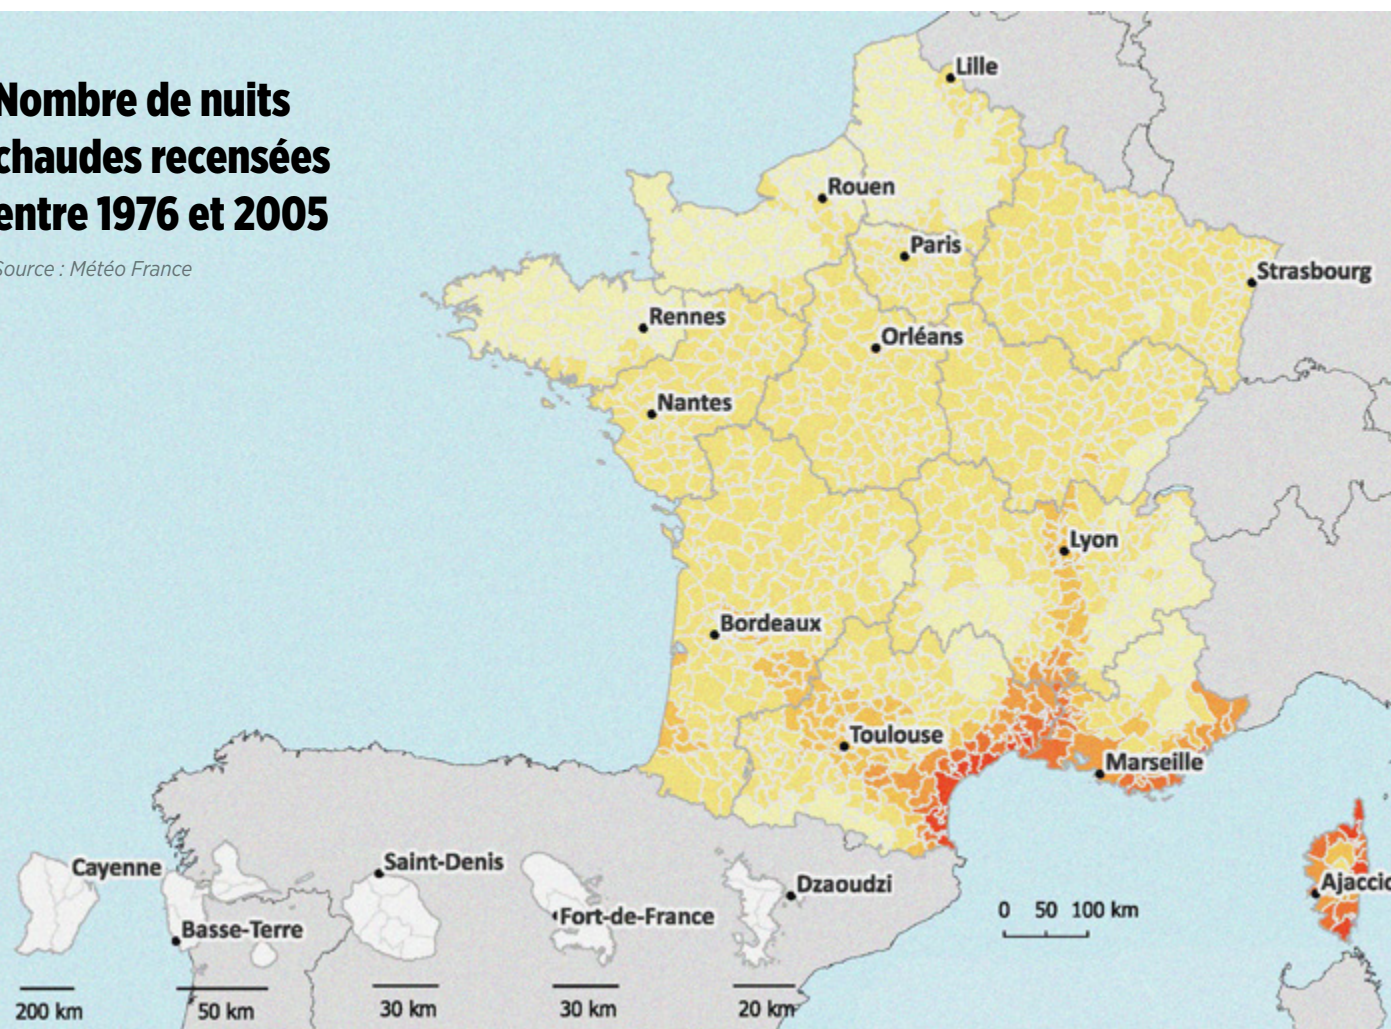 Nombre de nuits
chaudes recensées
entre 1976 et 2005
Source : Météo France
Lille
Rouen
Paris
Strasbourg
Rennes
Orléans
Nantes
Lyon
Bordeaux
Toulouse
Marseille
Ajaccio
Cayenne
Basse-Terre
Saint-Denis
Fort-de-France
Dzaoudzi
0 50 100 km
200 km
50 km
30 km
30 km
20 km